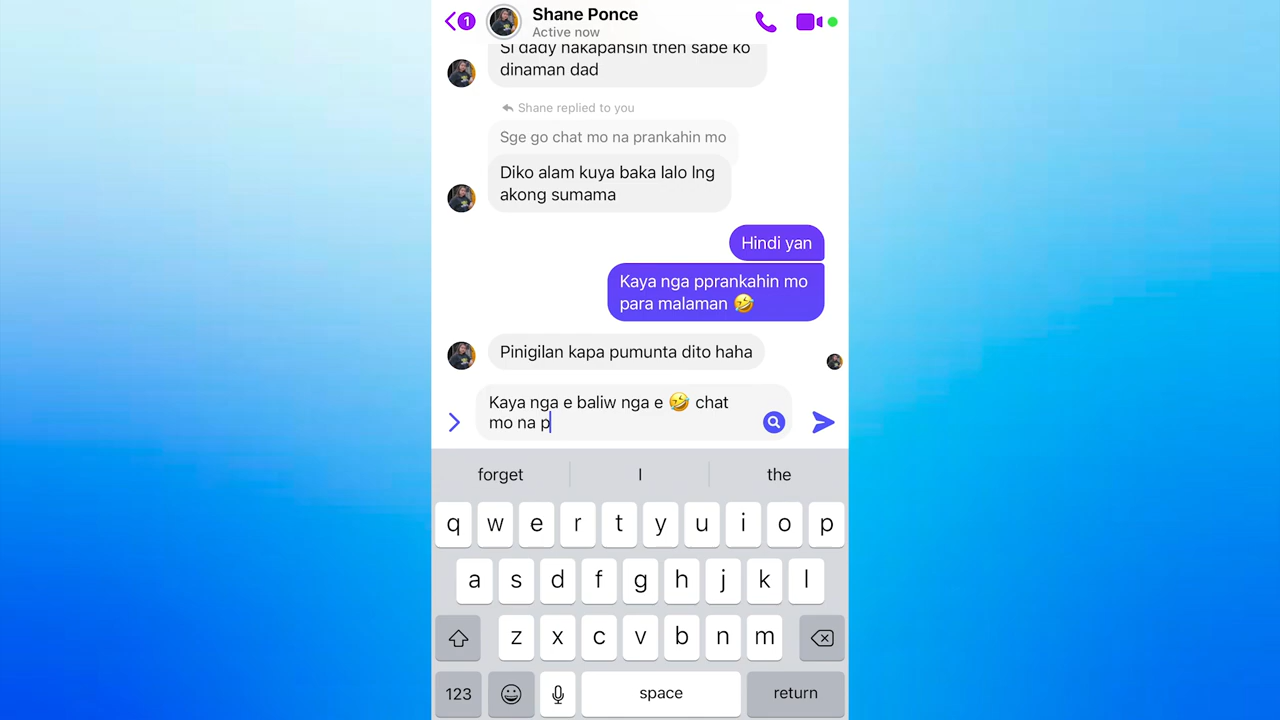 1
Shane Ponce
Active now
Si dady nakapansin then sabe ko
dinaman dad
Shane replied to you
Sge go chat mo na prankahin mo
Diko alam kuya baka lalo lng
akong sumama
Hindi yan
Kaya nga pprankahin mo
para malaman 🤣
Pinigilan kapa pumunta dito haha
Kaya nga e baliw nga e 🤣 chat
mo na p
forget I the
q w e r t y u i o p
a s d f g h j k l
z x c v b n m
123 space return